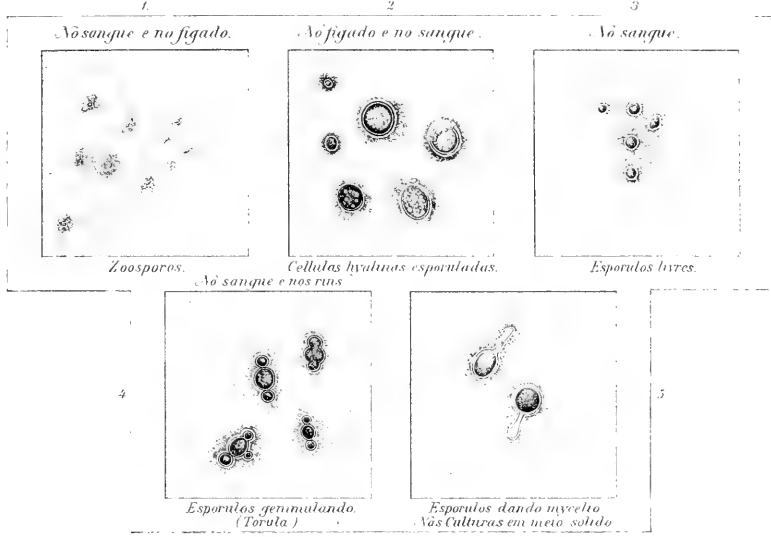 1.
2
3
No sangue e no figado.
No figado e no sangue.
No sangue.
Zoosporos.
Cellulas hyalinas esporuladas.
Esporulos livres.
No sangue e nos rins
4
5
Esporulos gemmulando.
(Torula)
Esporulos dando mycelio
Nas Culturas em meio solido